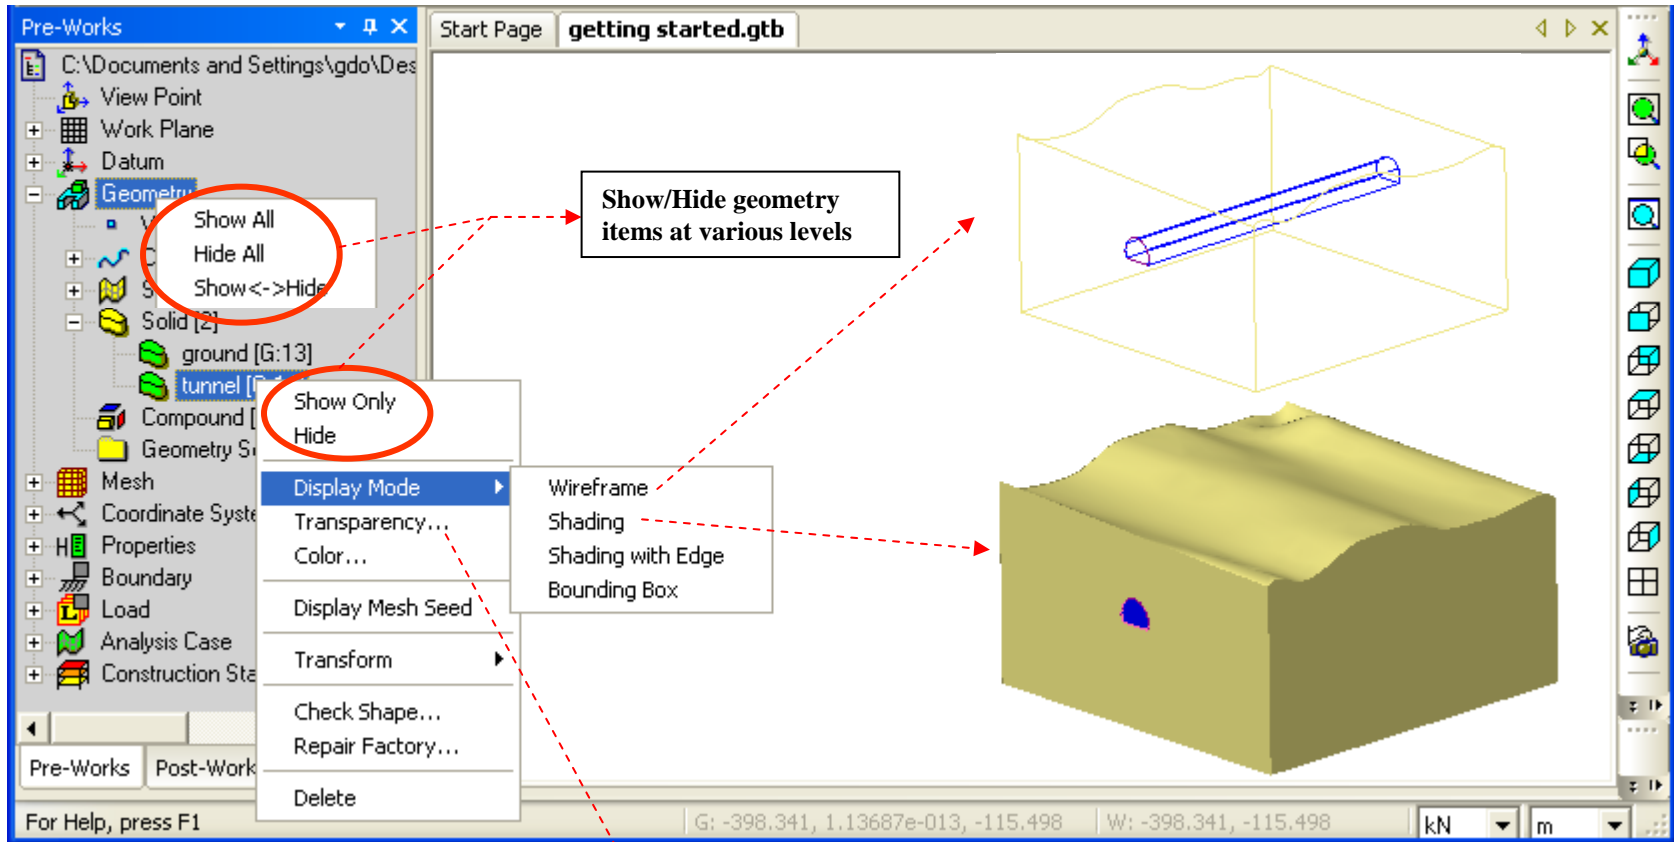 Pre-Works
Start Page
getting started.gtb
C:\Documents and Settings\gdo\Des
View Point
Work Plane
Datum
Geometry
Show All
Hide All
Show<->Hide
Solid [2]
ground [G:13]
tunnel [
Compound [
Geometry S
Mesh
Coordinate Syste
Properties
Boundary
Load
Analysis Case
Construction Sta
Show Only
Hide
Display Mode
Transparency...
Color...
Display Mesh Seed
Transform
Check Shape...
Repair Factory...
Delete
Wireframe
Shading
Shading with Edge
Bounding Box
Show/Hide geometry
items at various levels
Pre-Works
Post-Work
For Help, press F1
G: -398.341, 1.13687e-013, -115.498
W: -398.341, -115.498
kN
m